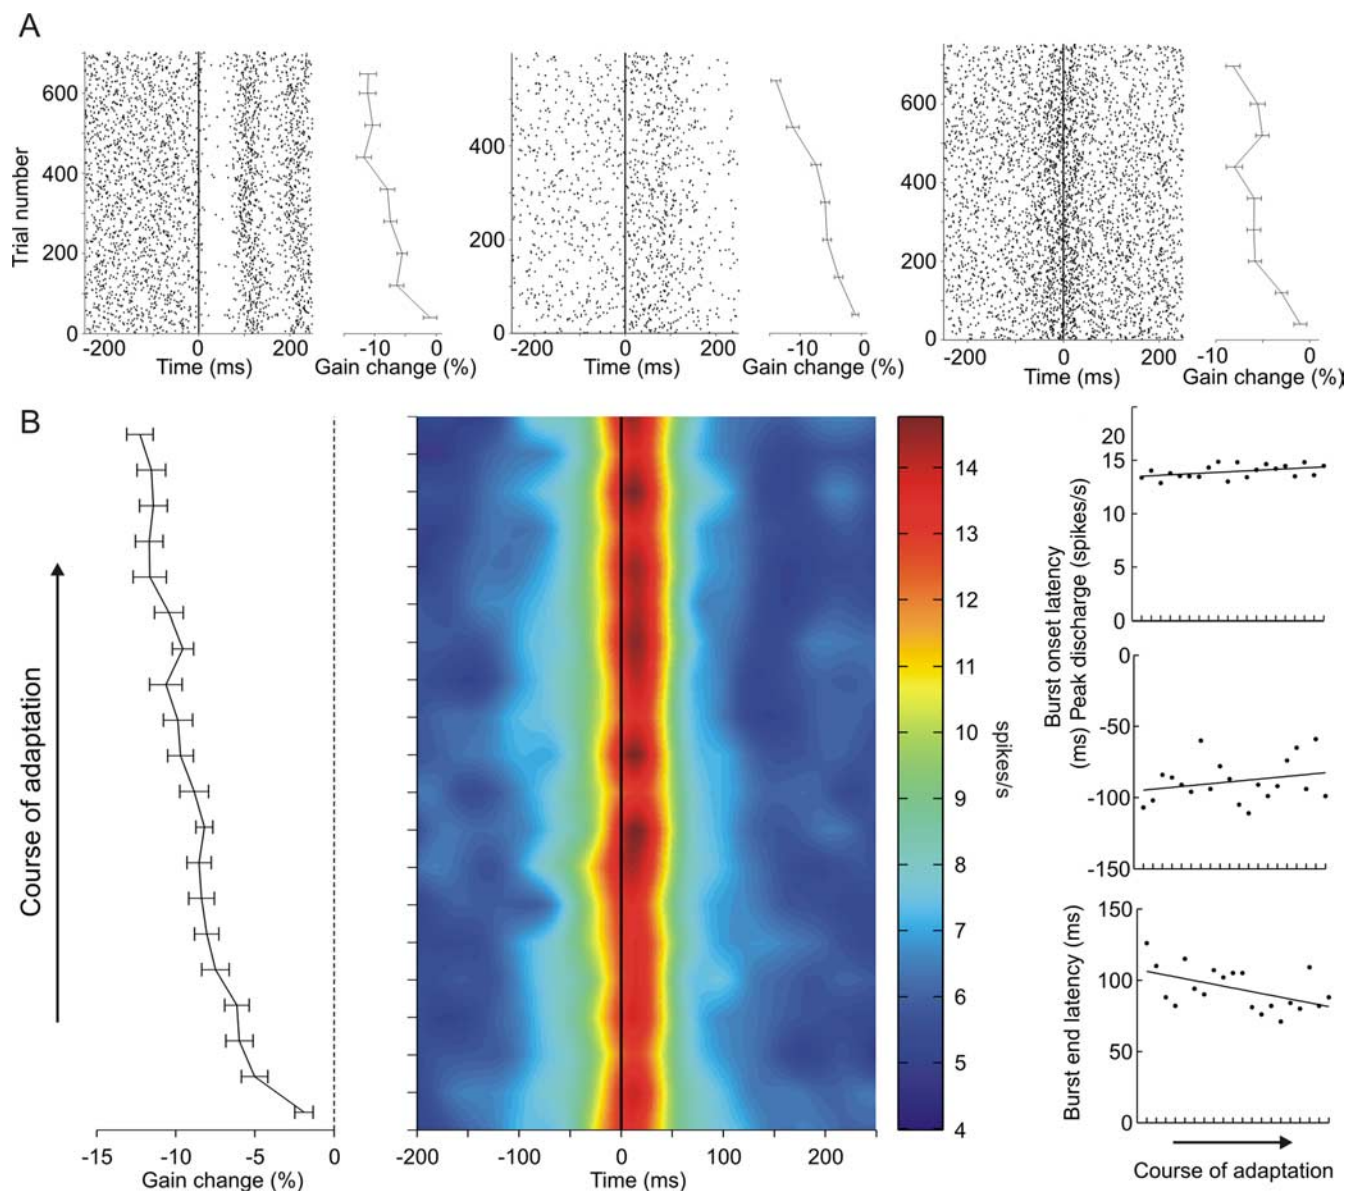 A
Trial number
600
400
200
0
-200 0 200
Time (ms)
-10 0
Gain change (%)
400
200
0
-200 0 200
Time (ms)
-10 0
Gain change (%)
600
400
200
0
-200 0 200
Time (ms)
-10 0
Gain change (%)
B
Course of adaptation
-15 -10 -5 0
Gain change (%)
-200 -100 0 100 200
Time (ms)
14
13
12
11
10
9
8
7
6
5
4
spikes/s
Peak discharge (spikes/s)
20
15
10
5
0
Burst onset latency
(ms)
0
-50
-100
-150
Burst end latency (ms)
150
100
50
0
Course of adaptation